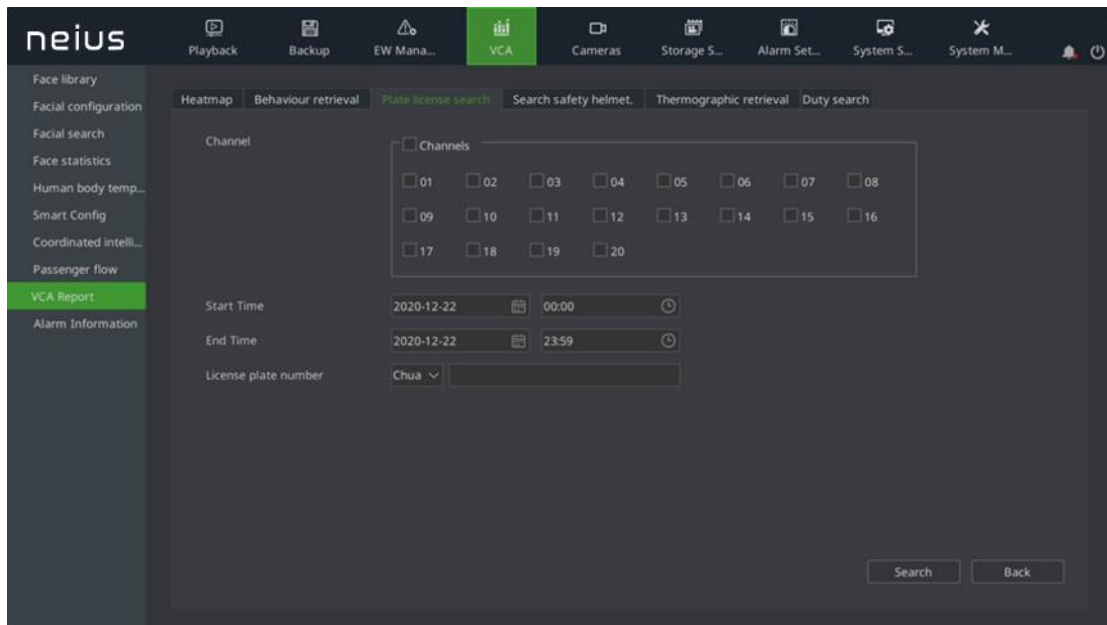 neius
Playback Backup EW Mana... VCA Cameras Storage S... Alarm Set... System S... System M...
Face library
Facial configuration
Facial search
Face statistics
Human body temp...
Smart Config
Coordinated intelli...
Passenger flow
VCA Report
Alarm Information
Heatmap Behaviour retrieval Plate license search Search safety helmet. Thermographic retrieval Duty search
Channel
Channels
01 02 03 04 05 06 07 08
09 10 11 12 13 14 15 16
17 18 19 20
Start Time 2020-12-22 00:00
End Time 2020-12-22 23:59
License plate number Chua
Search Back